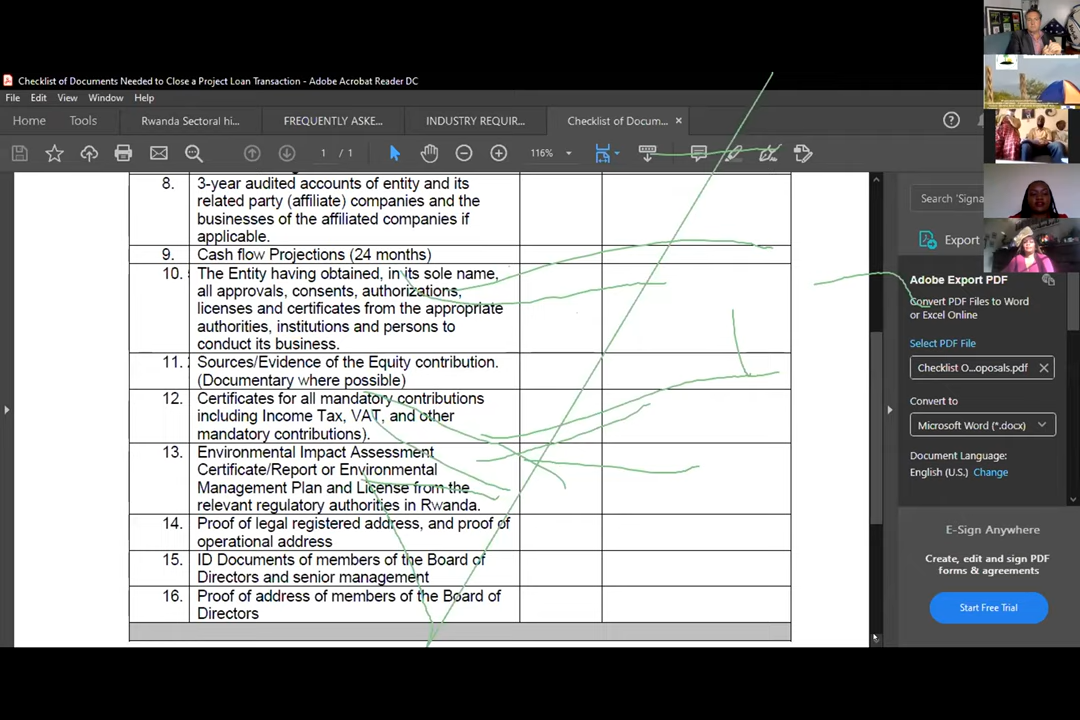 Checklist of Documents Needed to Close a Project Loan Transaction - Adobe Acrobat Reader DC
File Edit View Window Help
Home Tools Rwanda Sectoral hi... FREQUENTLY ASKE... INDUSTRY REQUIR... Checklist of Docum... ×
1 / 1 116%
8. 3-year audited accounts of entity and its
related party (affiliate) companies and the
businesses of the affiliated companies if
applicable.
9. Cash flow Projections (24 months)
10. The Entity having obtained, in its sole name,
all approvals, consents, authorizations,
licenses and certificates from the appropriate
authorities, institutions and persons to
conduct its business.
11. Sources/Evidence of the Equity contribution.
(Documentary where possible)
12. Certificates for all mandatory contributions
including Income Tax, VAT, and other
mandatory contributions).
13. Environmental Impact Assessment
Certificate/Report or Environmental
Management Plan and License from the
relevant regulatory authorities in Rwanda.
14. Proof of legal registered address, and proof of
operational address
15. ID Documents of members of the Board of
Directors and senior management
16. Proof of address of members of the Board of
Directors
Search 'Signa
Export
Adobe Export PDF
Convert PDF Files to Word
or Excel Online
Select PDF File
Checklist O...oposals.pdf ×
Convert to
Microsoft Word (*.docx)
Document Language:
English (U.S.) Change
E-Sign Anywhere
Create, edit and sign PDF
forms & agreements
Start Free Trial